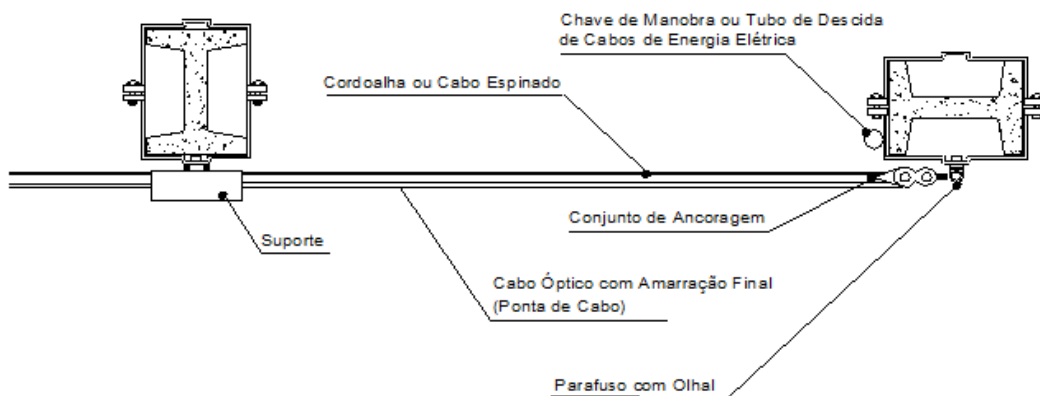 Chave de Manobra ou Tubo de Descida
de Cabos de Energia Elétrica
Cordoalha ou Cabo Espinado
Conjunto de Ancoragem
Suporte
Cabo Óptico com Amarração Final
(Ponta de Cabo)
Parafuso com Olhal